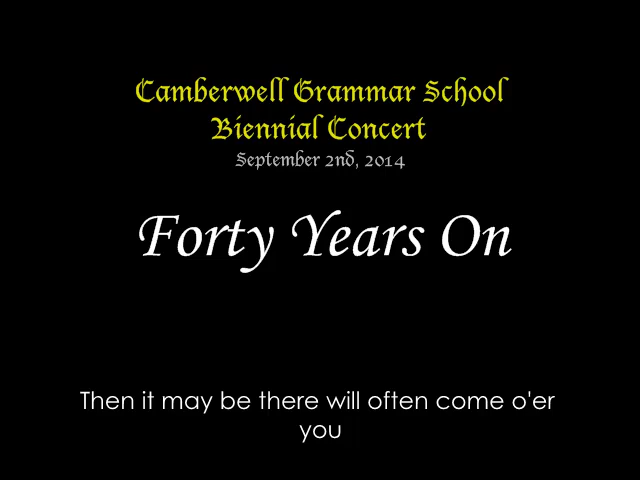 Camberwell Grammar School
Biennial Concert
September 2nd, 2014
Forty Years On
Then it may be there will often come o'er
you